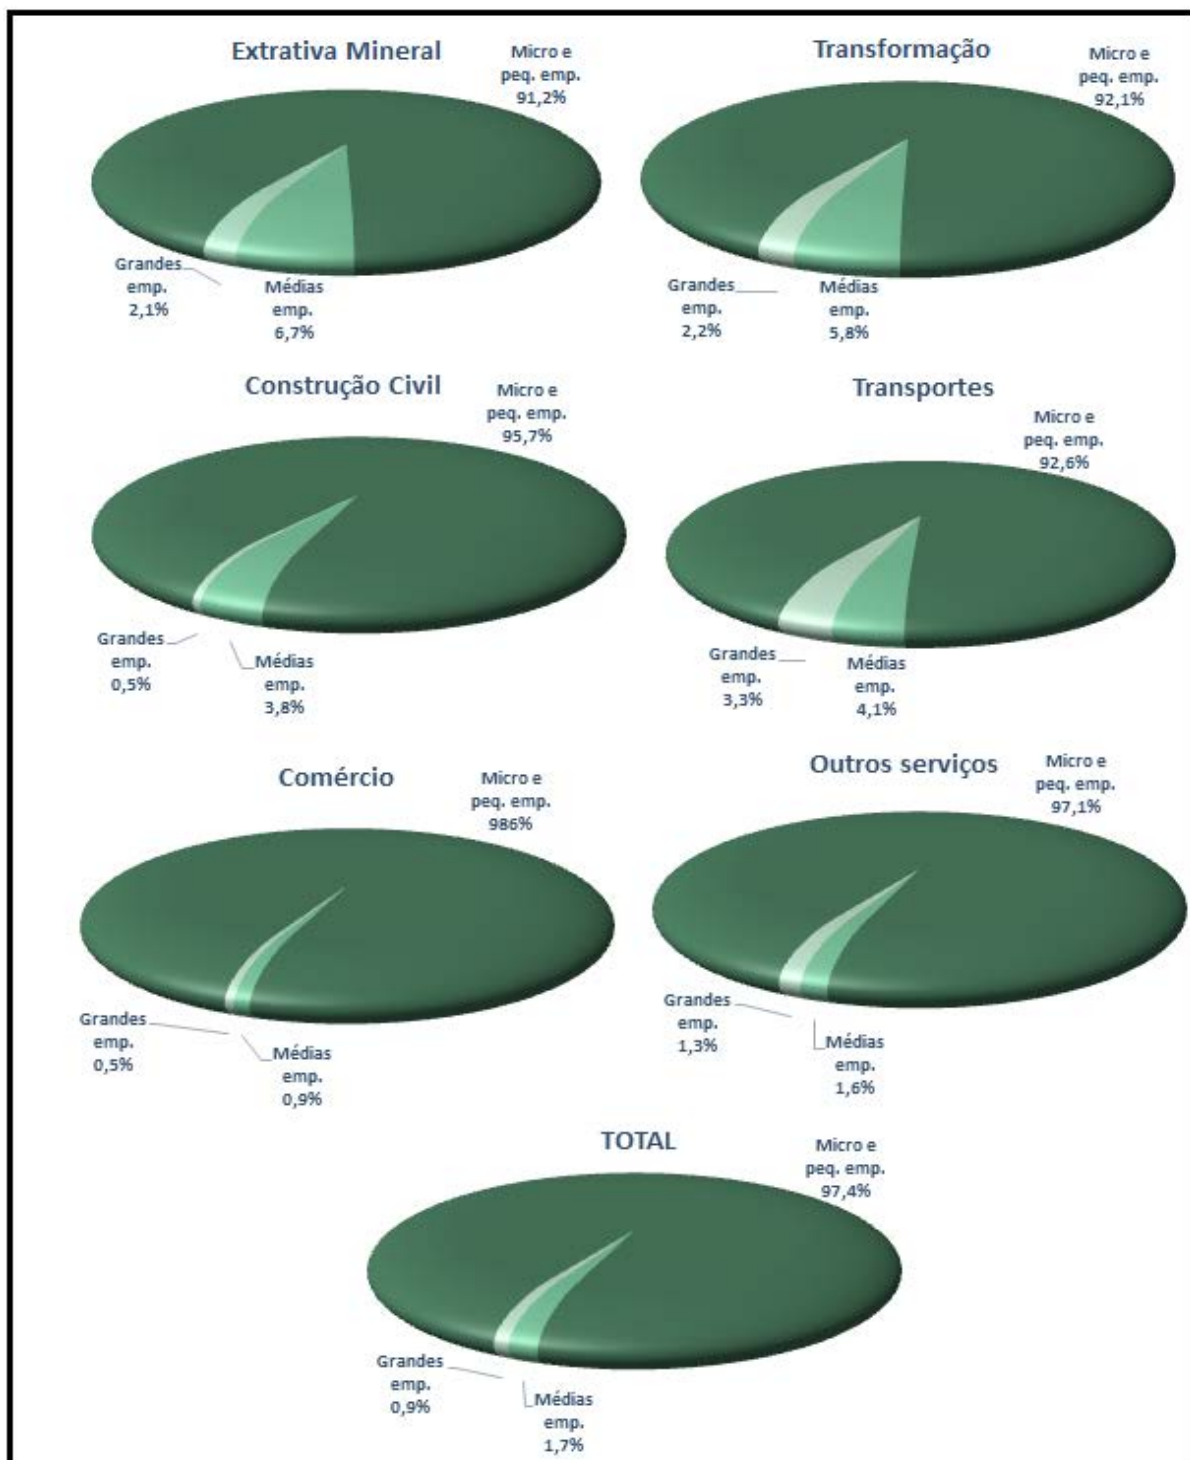 Extrativa Mineral
Micro e
peq. emp.
91,2%
Grandes
emp.
2,1%
Médias
emp.
6,7%
Transformação
Micro e
peq. emp.
92,1%
Grandes
emp.
2,2%
Médias
emp.
5,8%
Construção Civil
Micro e
peq. emp.
95,7%
Grandes
emp.
0,5%
Médias
emp.
3,8%
Transportes
Micro e
peq. emp.
92,6%
Grandes
emp.
3,3%
Médias
emp.
4,1%
Comércio
Micro e
peq. emp.
986%
Grandes
emp.
0,5%
Médias
emp.
0,9%
Outros serviços
Micro e
peq. emp.
97,1%
Grandes
emp.
1,3%
Médias
emp.
1,6%
TOTAL
Micro e
peq. emp.
97,4%
Grandes
emp.
0,9%
Médias
emp.
1,7%